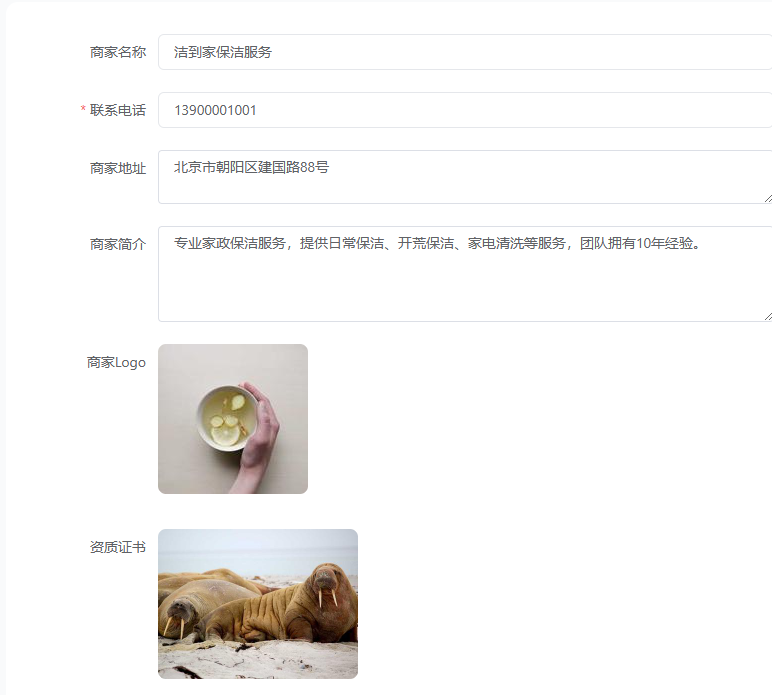 商家名称 洁到家保洁服务
* 联系电话 13900001001
商家地址 北京市朝阳区建国路88号
商家简介 专业家政保洁服务，提供日常保洁、开荒保洁、家电清洗等服务，团队拥有10年经验。
商家Logo
资质证书